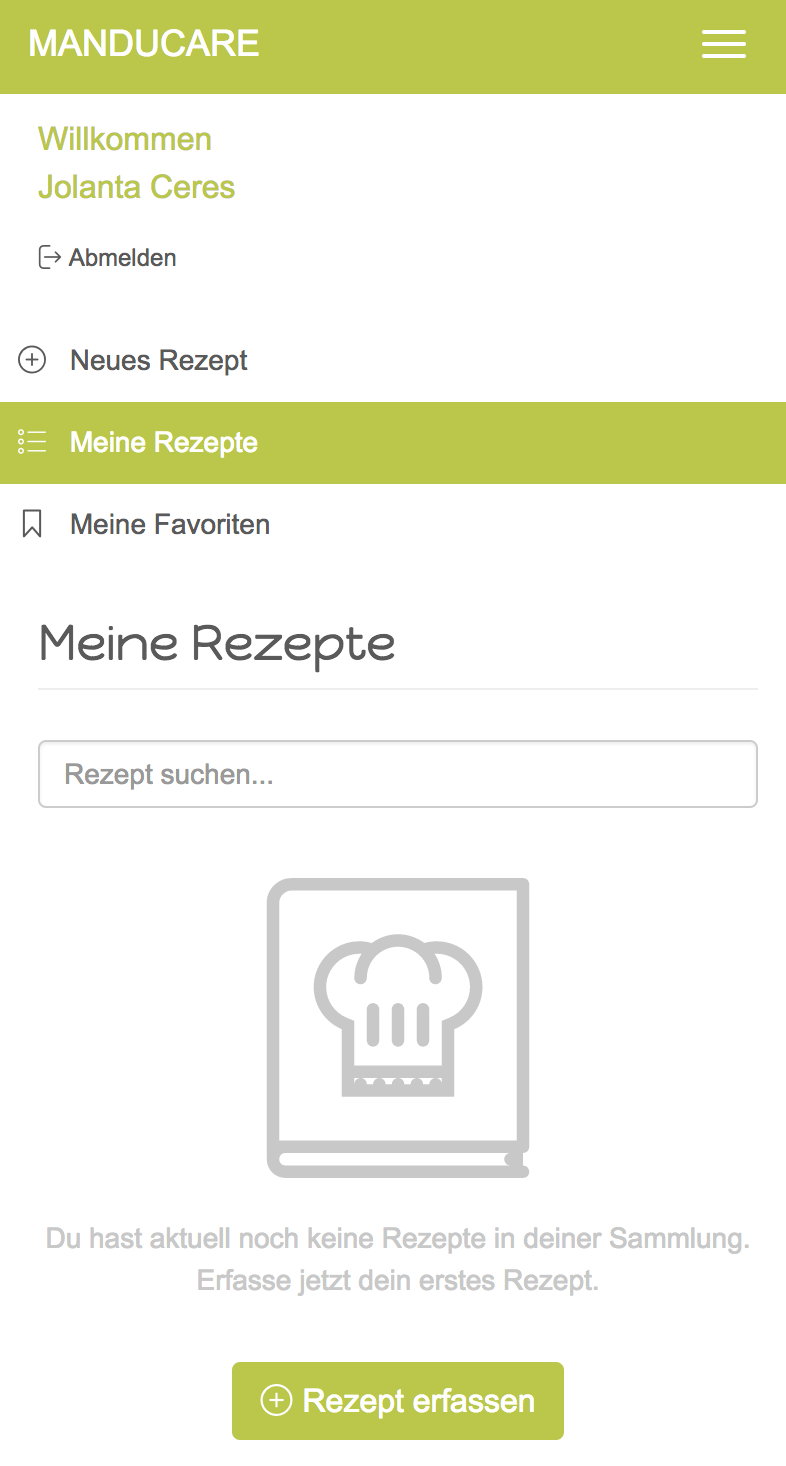 MANDUCARE
Willkommen
Jolanta Ceres
Abmelden
Neues Rezept
Meine Rezepte
Meine Favoriten
Meine Rezepte
Rezept suchen...
Du hast aktuell noch keine Rezepte in deiner Sammlung.
Erfasse jetzt dein erstes Rezept.
Rezept erfassen